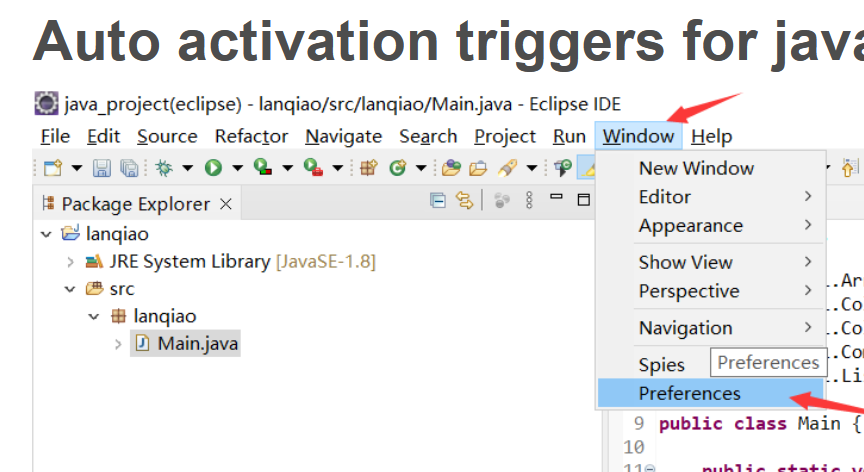 Auto activation triggers for java
java_project(eclipse) - lanqiao/src/lanqiao/Main.java - Eclipse IDE
File Edit Source Refactor Navigate Search Project Run Window Help
New Window
Package Explorer
Editor
Appearance
lanqiao
JRE System Library [JavaSE-1.8]
Show View
src
Perspective
lanqiao
Navigation
Main.java
Spies
Preferences
Preferences
.Ar
.Co
.Co
.Con
.Li
9 public class Main {
10
11 public static v